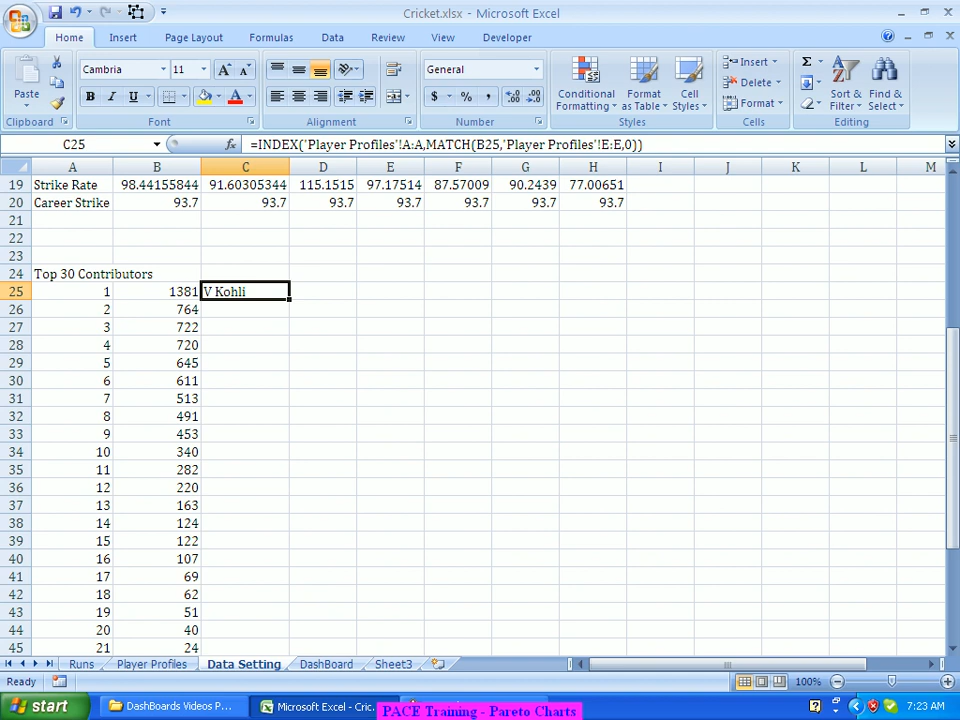 Cricket.xlsx - Microsoft Excel
Home Insert Page Layout Formulas Data Review View Developer
Paste
Clipboard
Cambria 11
B I U
Font
Alignment
General
$ % ,
Number
Conditional Formatting
Format as Table
Cell Styles
Styles
Insert
Delete
Format
Cells
Sort & Filter
Find & Select
Editing
C25 fx =INDEX('Player Profiles'!A:A,MATCH(B25,'Player Profiles'!E:E,0))
A B C D E F G H I J K L M
19 Strike Rate 98.44155844 91.60305344 115.1515 97.17514 87.57009 90.2439 77.00651
20 Career Strike 93.7 93.7 93.7 93.7 93.7 93.7 93.7
21
22
23
24 Top 30 Contributors
25 1 1381 V Kohli
26 2 764
27 3 722
28 4 720
29 5 645
30 6 611
31 7 513
32 8 491
33 9 453
34 10 340
35 11 282
36 12 220
37 13 163
38 14 124
39 15 122
40 16 107
41 17 69
42 18 62
43 19 51
44 20 40
45 21 24
Runs Player Profiles Data Setting DashBoard Sheet3
Ready 100%
start DashBoards Videos P... Microsoft Excel - Cric... 7:23 AM
PACE Training - Pareto Charts